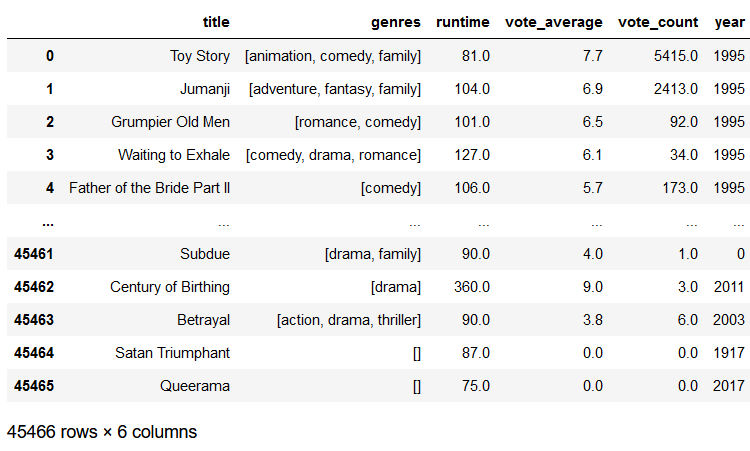 title genres runtime vote_average vote_count year
0 Toy Story [animation, comedy, family] 81.0 7.7 5415.0 1995
1 Jumanji [adventure, fantasy, family] 104.0 6.9 2413.0 1995
2 Grumpier Old Men [romance, comedy] 101.0 6.5 92.0 1995
3 Waiting to Exhale [comedy, drama, romance] 127.0 6.1 34.0 1995
4 Father of the Bride Part II [comedy] 106.0 5.7 173.0 1995
... ... ... ... ... ... ...
45461 Subdue [drama, family] 90.0 4.0 1.0 0
45462 Century of Birthing [drama] 360.0 9.0 3.0 2011
45463 Betrayal [action, drama, thriller] 90.0 3.8 6.0 2003
45464 Satan Triumphant [] 87.0 0.0 0.0 1917
45465 Queerama [] 75.0 0.0 0.0 2017
45466 rows × 6 columns